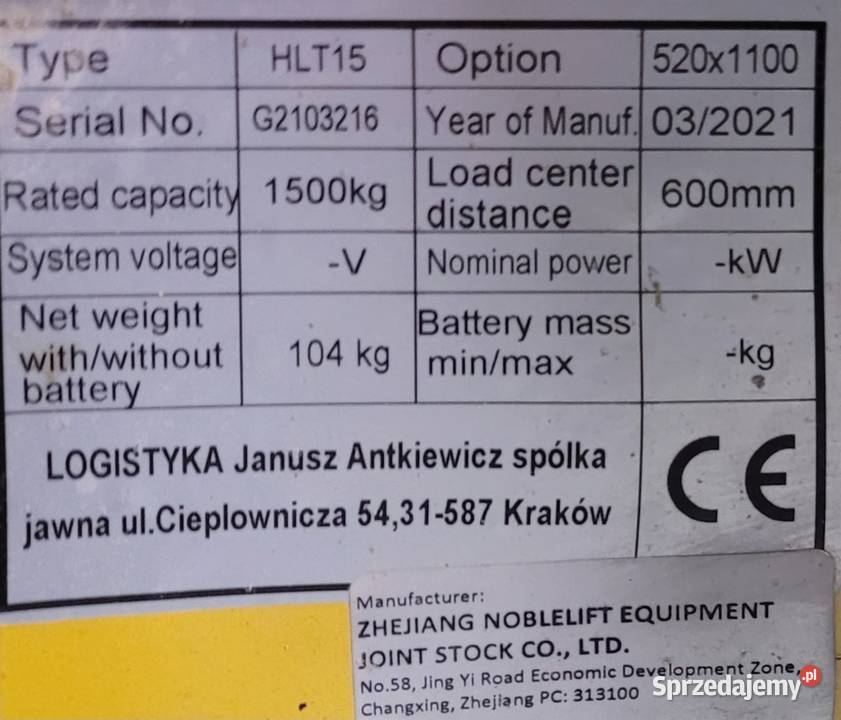 Type HLT15 Option 520x1100
Serial No. G2103216 Year of Manuf. 03/2021
Rated capacity 1500kg Load center distance 600mm
System voltage -V Nominal power -kW
Net weight with/without battery 104 kg Battery mass min/max -kg
LOGISTYKA Janusz Antkiewicz spólka
jawna ul.Cieplownicza 54,31-587 Kraków
CE
Manufacturer:
ZHEJIANG NOBLELIFT EQUIPMENT
JOINT STOCK CO., LTD.
No.58, Jing Yi Road Economic Development Zone,
Changxing, Zhejiang PC: 313100
Sprzedajemy.pl